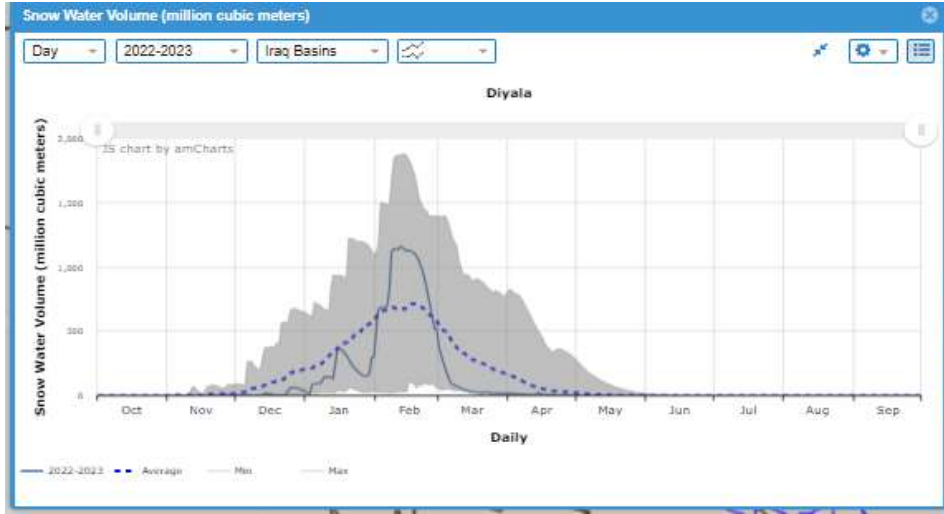 Snow Water Volume (million cubic meters)
Day 2022-2023 Iraq Basins
Diyala
JS chart by amCharts
Snow Water Volume (million cubic meters)
2,000
1,500
1,000
500
0
Oct Nov Dec Jan Feb Mar Apr May Jun Jul Aug Sep
Daily
2022-2023 Average Min Max